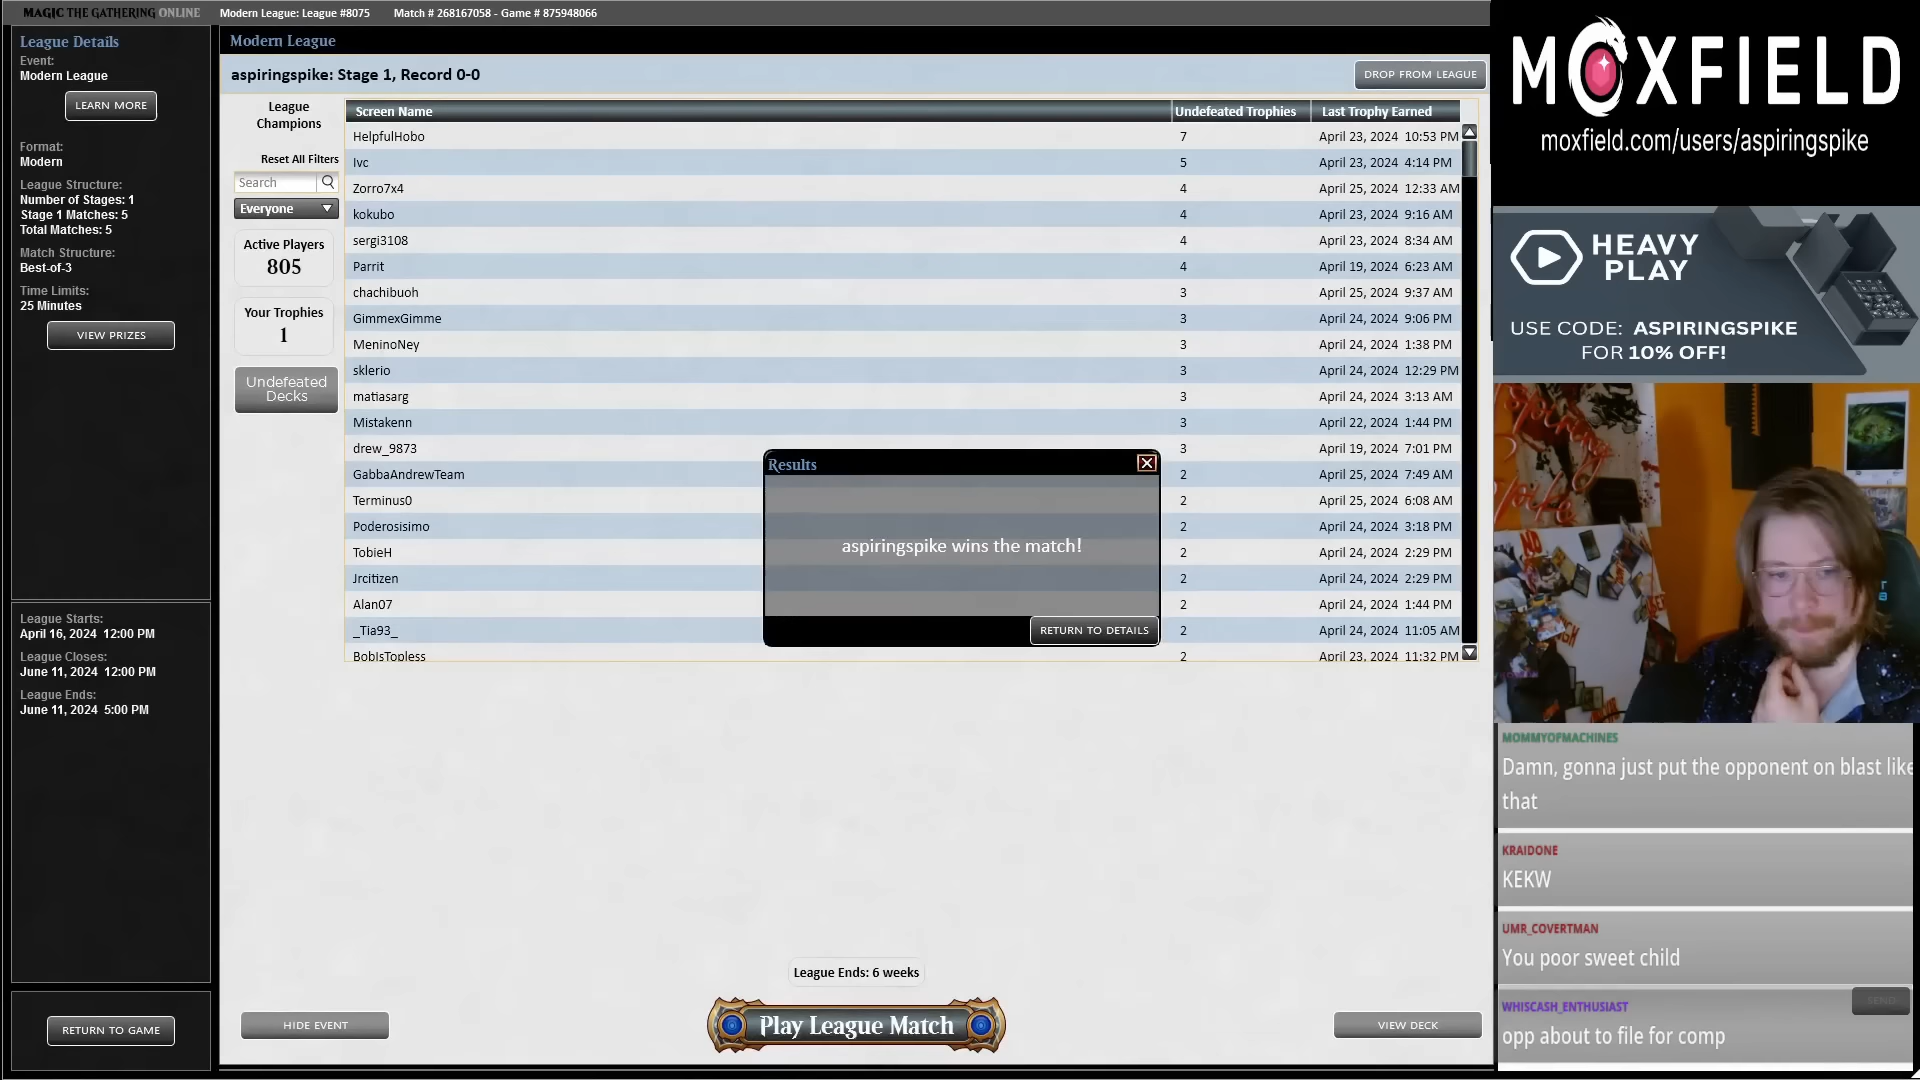 MAGIC THE GATHERING ONLINE
Modern League: League #8075
Match # 268167058 - Game # 875948066
League Details
Event:
Modern League
LEARN MORE
Format:
Modern
League Structure:
Number of Stages: 1
Stage 1 Matches: 5
Total Matches: 5
Match Structure:
Best-of-3
Time Limits:
25 Minutes
VIEW PRIZES
League Starts:
April 16, 2024 12:00 PM
League Closes:
June 11, 2024 12:00 PM
League Ends:
June 11, 2024 5:00 PM
RETURN TO GAME
Modern League
aspiringspike: Stage 1, Record 0-0
DROP FROM LEAGUE
League
Champions
Reset All Filters
Search
Everyone
Active Players
805
Your Trophies
1
Undefeated
Decks
Screen Name Undefeated Trophies Last Trophy Earned
HelpfulHobo 7 April 23, 2024 10:53 PM
lvc 5 April 23, 2024 4:14 PM
Zorro7x4 4 April 25, 2024 12:33 AM
kokubo 4 April 23, 2024 9:16 AM
sergi3108 4 April 23, 2024 8:34 AM
Parrit 4 April 19, 2024 6:23 AM
chachibuoh 3 April 25, 2024 9:37 AM
GimmexGimme 3 April 24, 2024 9:06 PM
MeninoNey 3 April 24, 2024 1:38 PM
sklerio 3 April 24, 2024 12:29 PM
matiasarg 3 April 24, 2024 3:13 AM
Mistakenn 3 April 22, 2024 1:44 PM
drew_9873 3 April 19, 2024 7:01 PM
GabbaAndrewTeam 2 April 25, 2024 7:49 AM
Terminus0 2 April 25, 2024 6:08 AM
Poderosisimo 2 April 24, 2024 3:18 PM
TobieH 2 April 24, 2024 2:29 PM
Jrcitizen 2 April 24, 2024 2:29 PM
Alan07 2 April 24, 2024 1:44 PM
_Tia93_ 2 April 24, 2024 11:05 AM
BobIsTopless 2 April 23, 2024 11:32 PM
Results
aspiringspike wins the match!
RETURN TO DETAILS
League Ends: 6 weeks
HIDE EVENT
Play League Match
VIEW DECK
MOXFIELD
moxfield.com/users/aspiringspike
HEAVY
PLAY
USE CODE: ASPIRINGSPIKE
FOR 10% OFF!
MOMMYOFMACHINES
Damn, gonna just put the opponent on blast like
that
KRAIDONE
KEKW
UMR_COVERTMAN
You poor sweet child
WHISCASH_ENTHUSIAST
SEND
opp about to file for comp